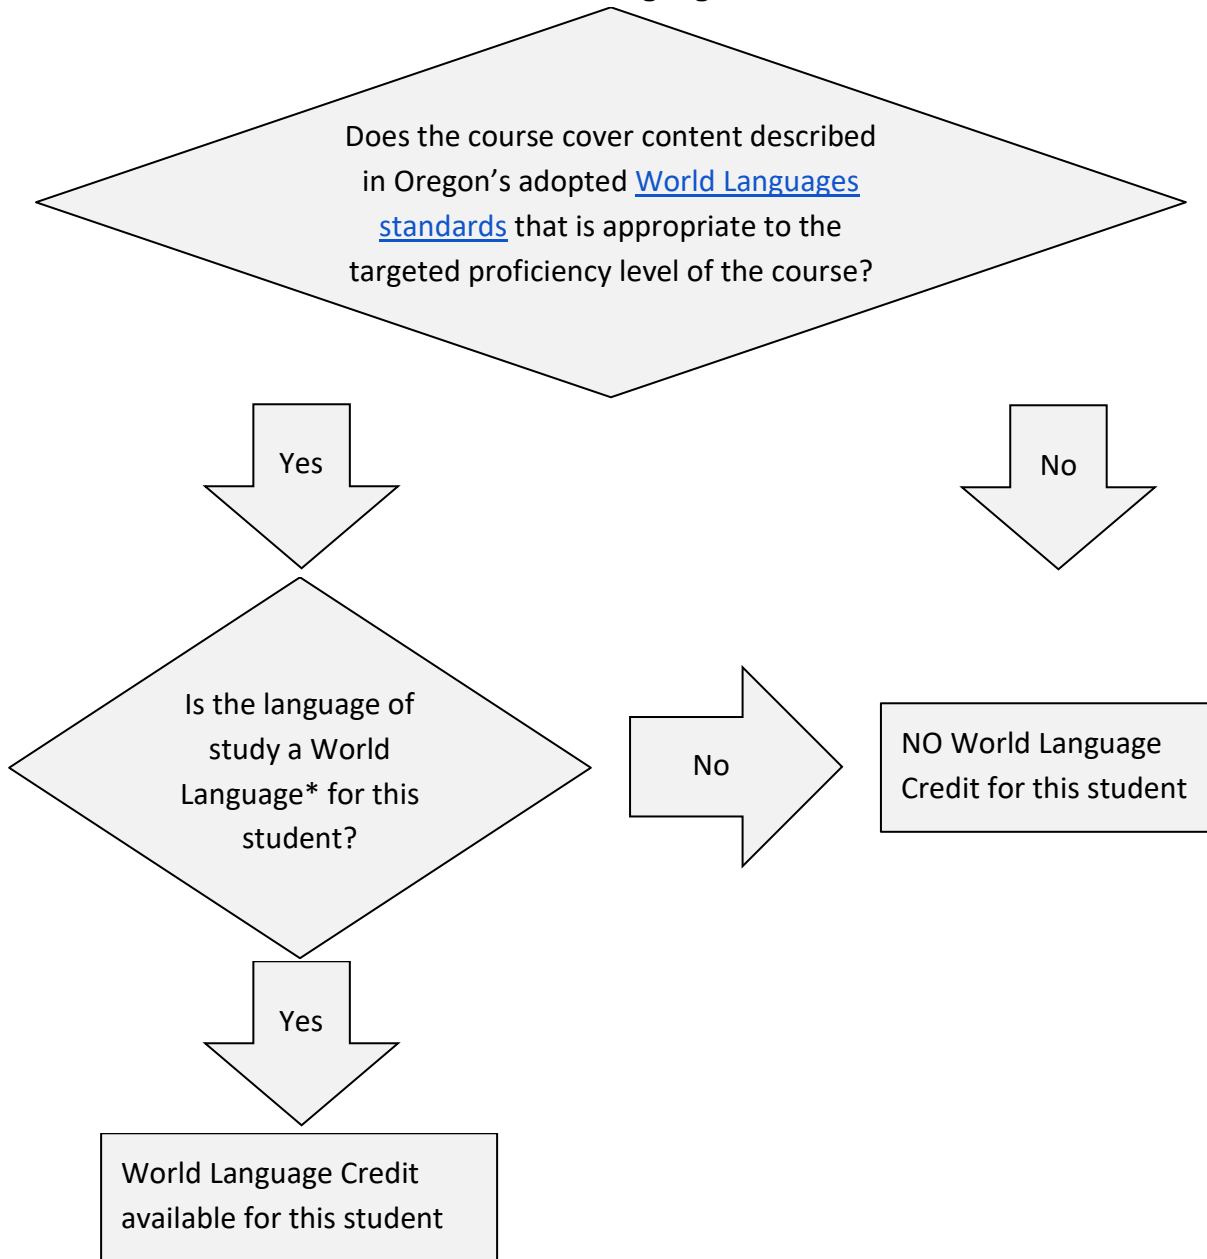 Does the course cover content described
in Oregon’s adopted World Languages
standards that is appropriate to the
targeted proficiency level of the course?
Yes
No
Is the language of
study a World
Language* for this
student?
No
NO World Language
Credit for this student
Yes
World Language Credit
available for this student